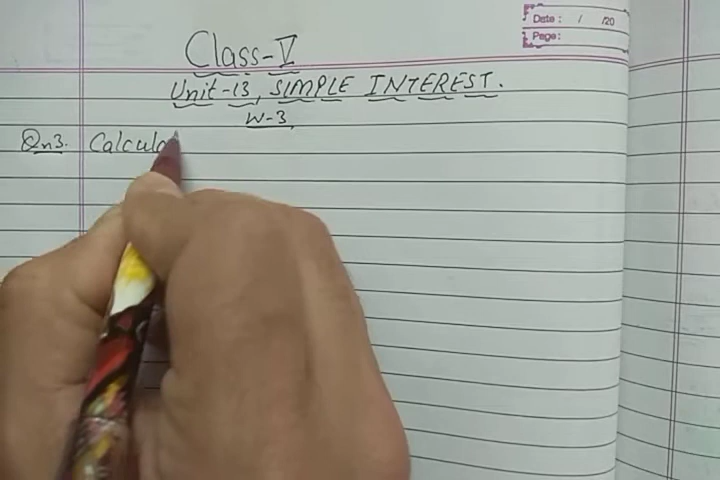 Date: / /20
Page:
Class-V
Unit-13, SIMPLE INTEREST.
W-3.
Qn3. Calcula